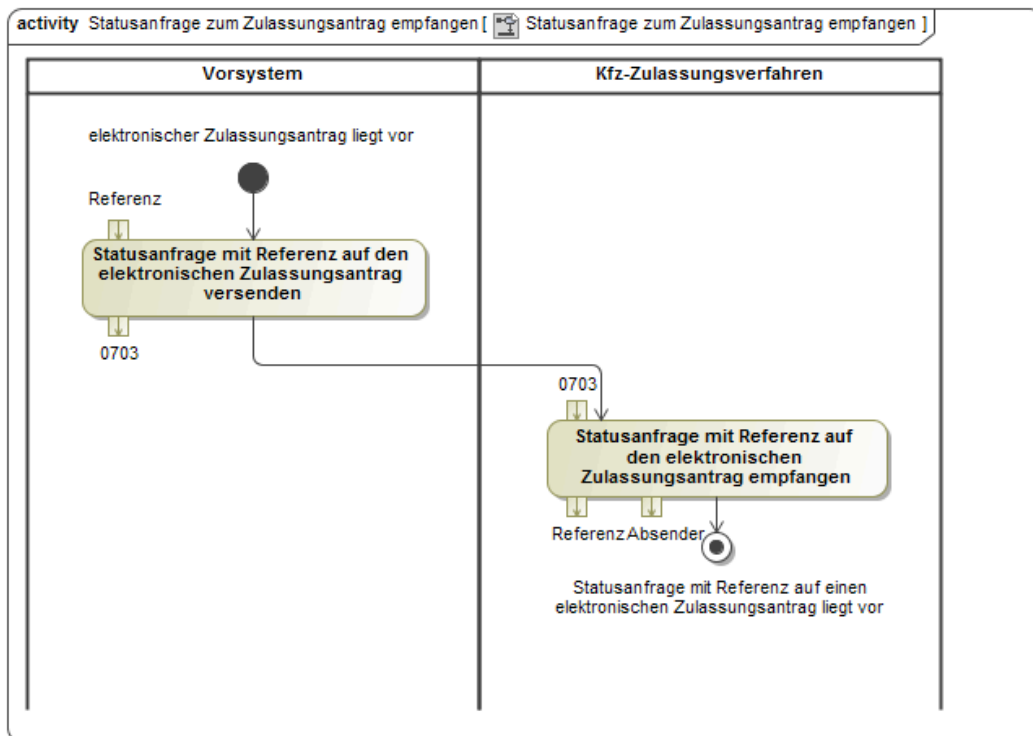 activity Statusanfrage zum Zulassungsantrag empfangen [ Statusanfrage zum Zulassungsantrag empfangen ]
Vorsystem
Kfz-Zulassungsverfahren
elektronischer Zulassungsantrag liegt vor
Referenz
Statusanfrage mit Referenz auf den
elektronischen Zulassungsantrag
versenden
0703
0703
Statusanfrage mit Referenz auf
den elektronischen
Zulassungsantrag empfangen
Referenz Absender
Statusanfrage mit Referenz auf einen
elektronischen Zulassungsantrag liegt vor